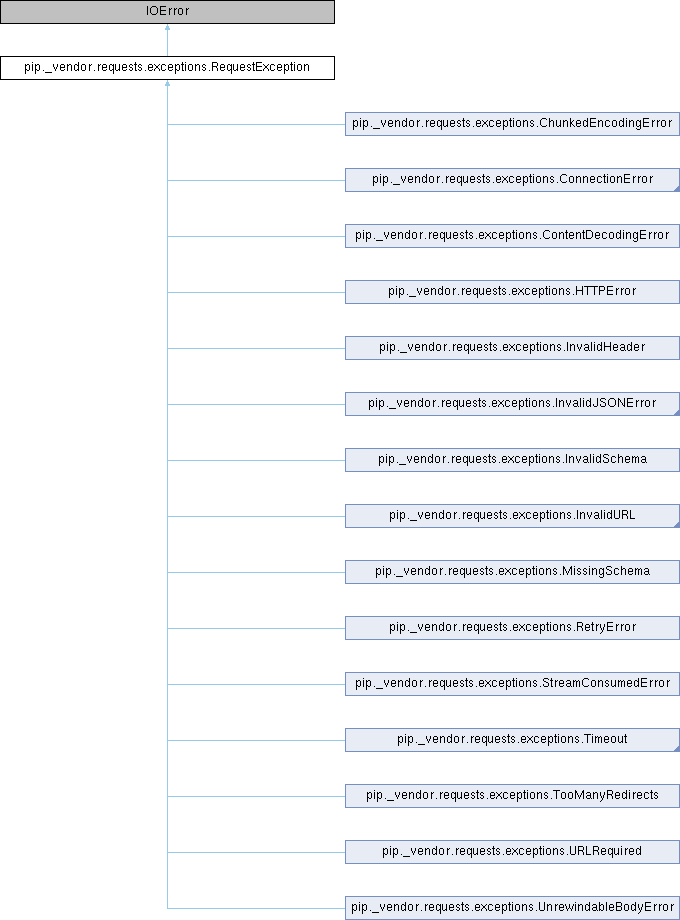 IOError
pip._vendor.requests.exceptions.RequestException
pip._vendor.requests.exceptions.ChunkedEncodingError
pip._vendor.requests.exceptions.ConnectionError
pip._vendor.requests.exceptions.ContentDecodingError
pip._vendor.requests.exceptions.HTTPError
pip._vendor.requests.exceptions.InvalidHeader
pip._vendor.requests.exceptions.InvalidJSONError
pip._vendor.requests.exceptions.InvalidSchema
pip._vendor.requests.exceptions.InvalidURL
pip._vendor.requests.exceptions.MissingSchema
pip._vendor.requests.exceptions.RetryError
pip._vendor.requests.exceptions.StreamConsumedError
pip._vendor.requests.exceptions.Timeout
pip._vendor.requests.exceptions.TooManyRedirects
pip._vendor.requests.exceptions.URLRequired
pip._vendor.requests.exceptions.UnrewindableBodyError